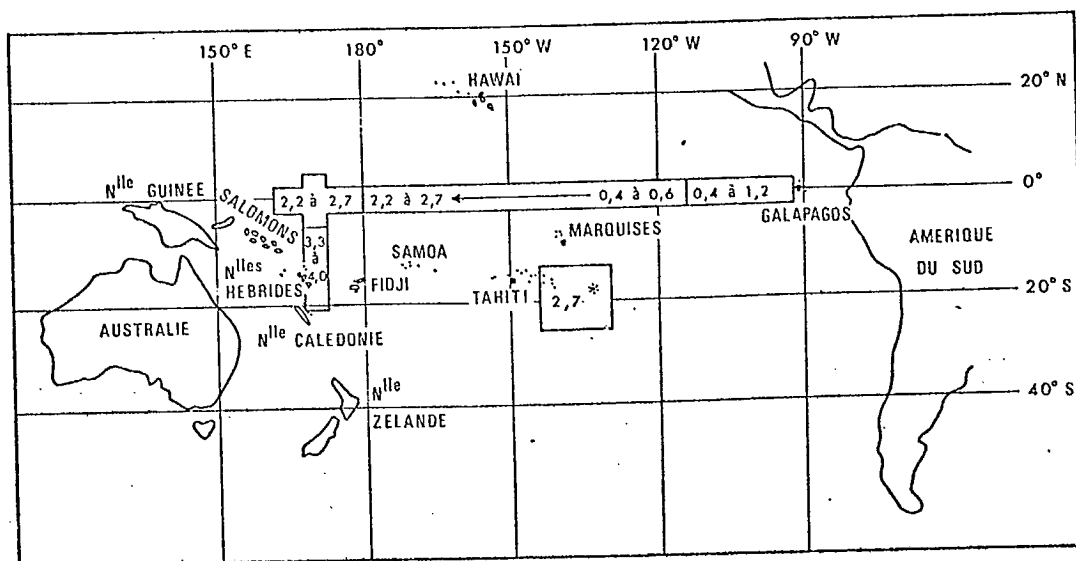 150° E 180° 150° W 120° W 90° W
HAWAI
20° N
Nlle GUINEE
0°
2,2 à 2,7 2,2 à 2,7 0,4 à 0,6 0,4 à 1,2
SALOMONS
GALAPAGOS
MARQUISES
3,3
à
4,0
SAMOA
AMERIQUE
DU SUD
Nlles
HEBRIDES
FIDJI
TAHITI
2,7
20° S
AUSTRALIE
Nlle CALEDONIE
Nlle
ZELANDE
40° S